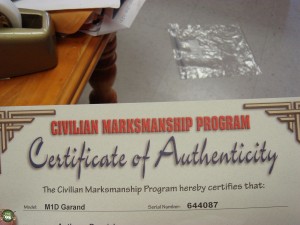 CIVILIAN MARKSMANSHIP PROGRAM
Certificate of Authenticity
The Civilian Marksmanship Program hereby certifies that:
Model: M1D Garand Serial Number: 644087